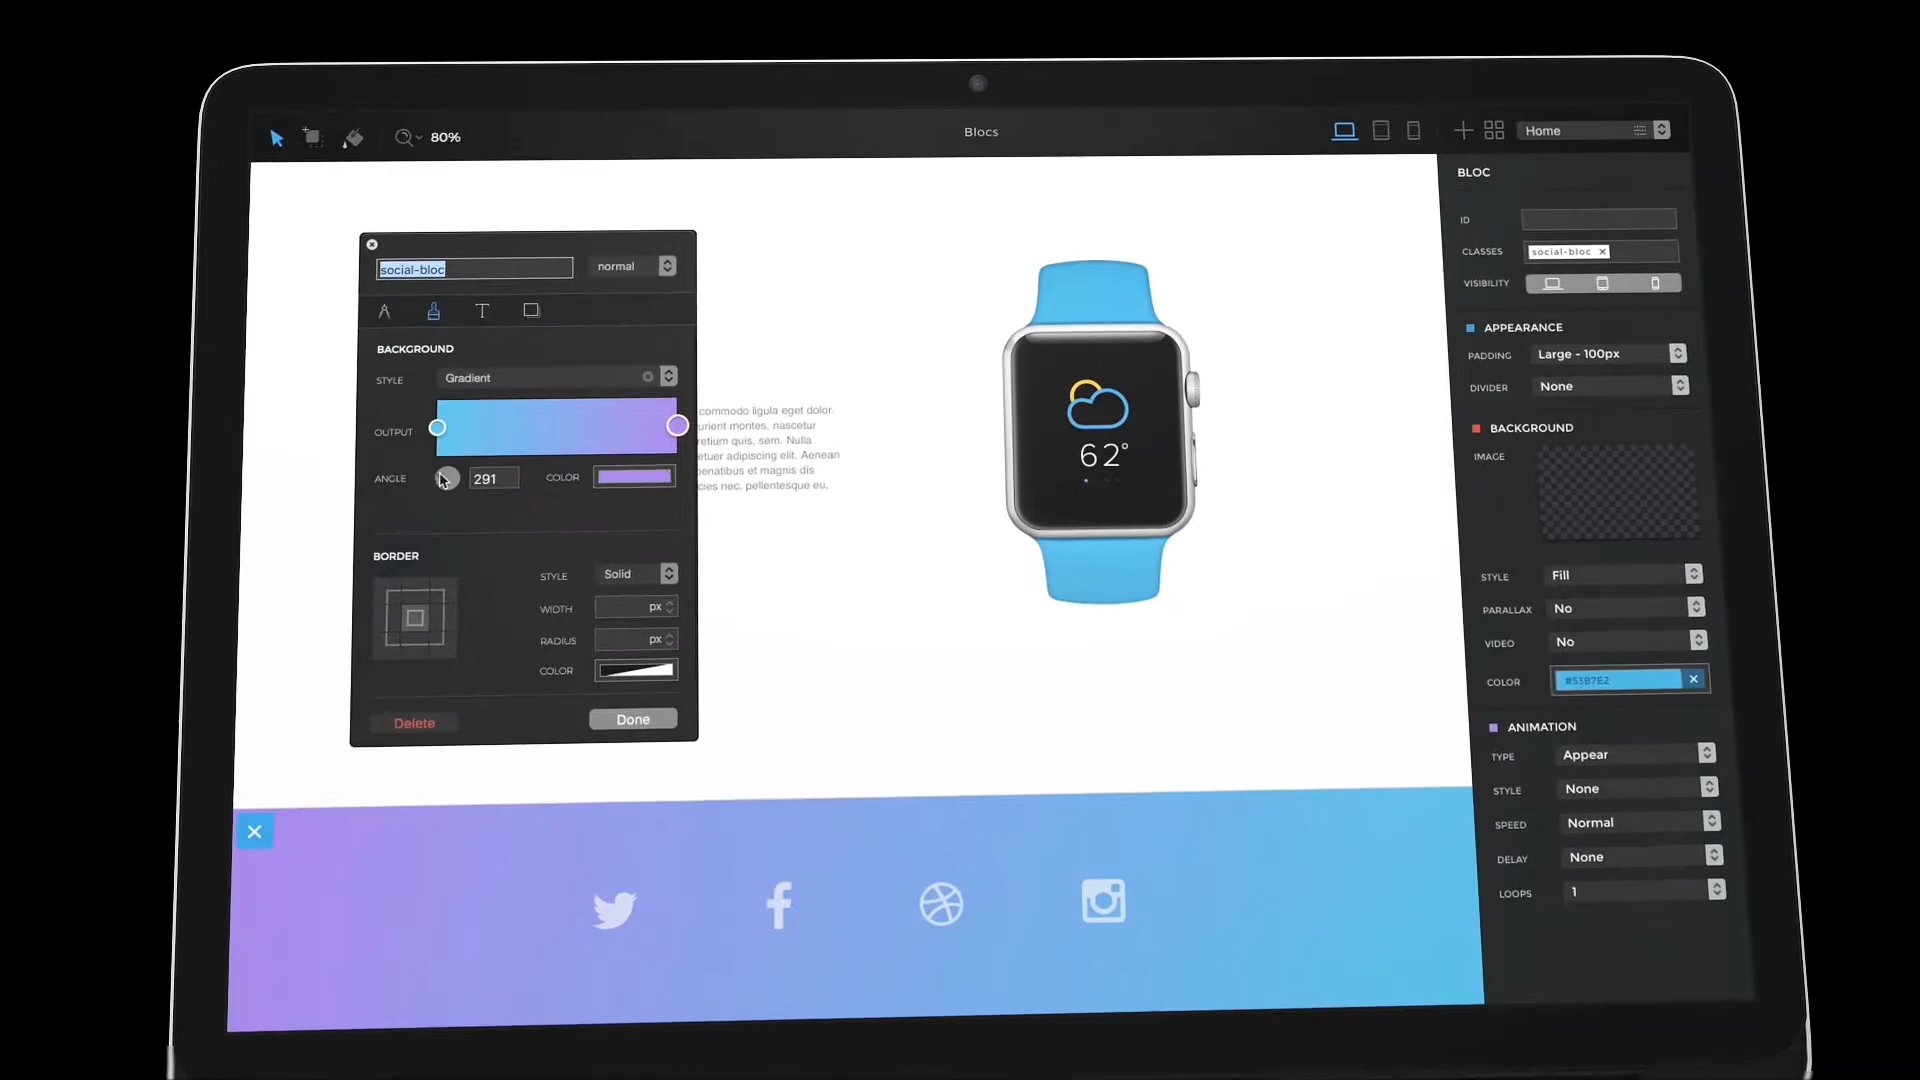 80%
Blocs
Home
social-bloc
normal
BACKGROUND
STYLE
Gradient
OUTPUT
ANGLE
291
COLOR
BORDER
STYLE
Solid
WIDTH
px
RADIUS
px
COLOR
Delete
Done
commodo ligula eget dolor.
urient montes, nascetur
retium quis, sem. Nulla
etuer adipiscing elit. Aenean
penatibus et magnis dis
cies nec, pellentesque eu,
62°
BLOC
ID
CLASSES
social-bloc
VISIBILITY
APPEARANCE
PADDING
Large - 100px
DIVIDER
None
BACKGROUND
IMAGE
STYLE
Fill
PARALLAX
No
VIDEO
No
COLOR
#53B7E2
ANIMATION
TYPE
Appear
STYLE
None
SPEED
Normal
DELAY
None
LOOPS
1